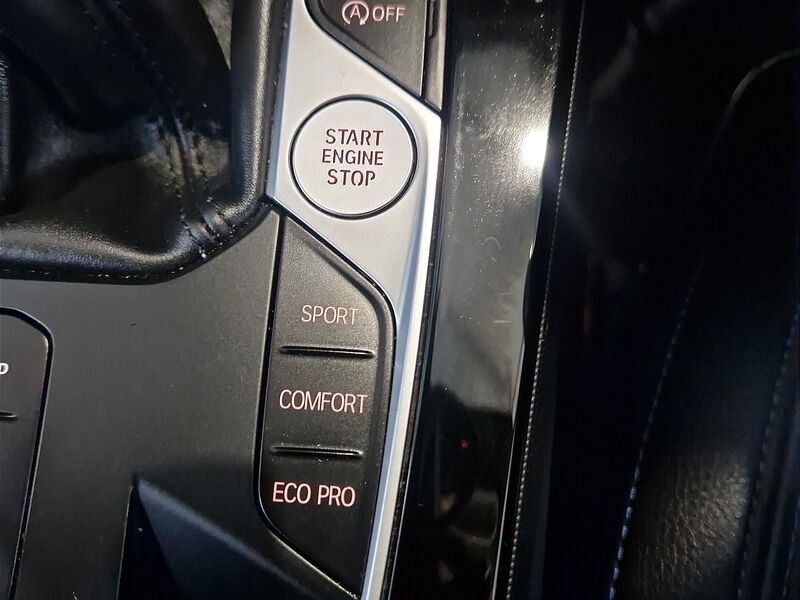 OFF
START
ENGINE
STOP
SPORT
COMFORT
ECO PRO
P